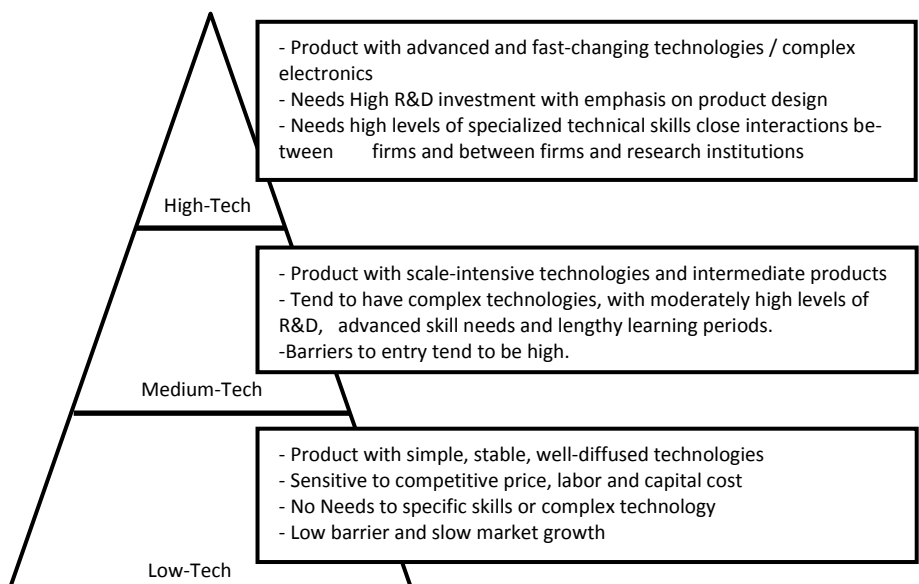 - Product with advanced and fast-changing technologies / complex
electronics
- Needs High R&D investment with emphasis on product design
- Needs high levels of specialized technical skills close interactions be-
tween firms and between firms and research institutions
High-Tech
- Product with scale-intensive technologies and intermediate products
- Tend to have complex technologies, with moderately high levels of
R&D, advanced skill needs and lengthy learning periods.
-Barriers to entry tend to be high.
Medium-Tech
- Product with simple, stable, well-diffused technologies
- Sensitive to competitive price, labor and capital cost
- No Needs to specific skills or complex technology
- Low barrier and slow market growth
Low-Tech